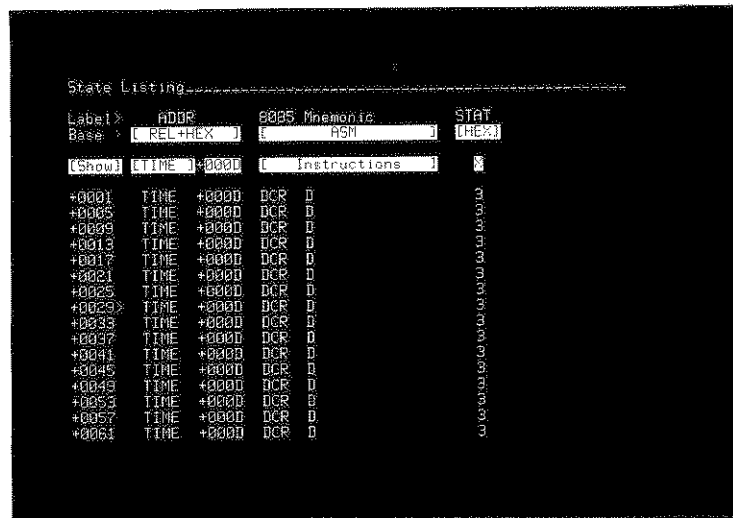 State Listing
Label> ADDR 8085 Mnemonic STAT
Base > [ REL+HEX ] [ ASM ] [HEX]
[Show] [TIME ]+000D [ Instructions ] X
+0001 TIME +000D DCR D 3
+0005 TIME +000D DCR D 3
+0009 TIME +000D DCR D 3
+0013 TIME +000D DCR D 3
+0017 TIME +000D DCR D 3
+0021 TIME +000D DCR D 3
+0025 TIME +000D DCR D 3
+0029> TIME +000D DCR D 3
+0033 TIME +000D DCR D 3
+0037 TIME +000D DCR D 3
+0041 TIME +000D DCR D 3
+0045 TIME +000D DCR D 3
+0049 TIME +000D DCR D 3
+0053 TIME +000D DCR D 3
+0057 TIME +000D DCR D 3
+0061 TIME +000D DCR D 3